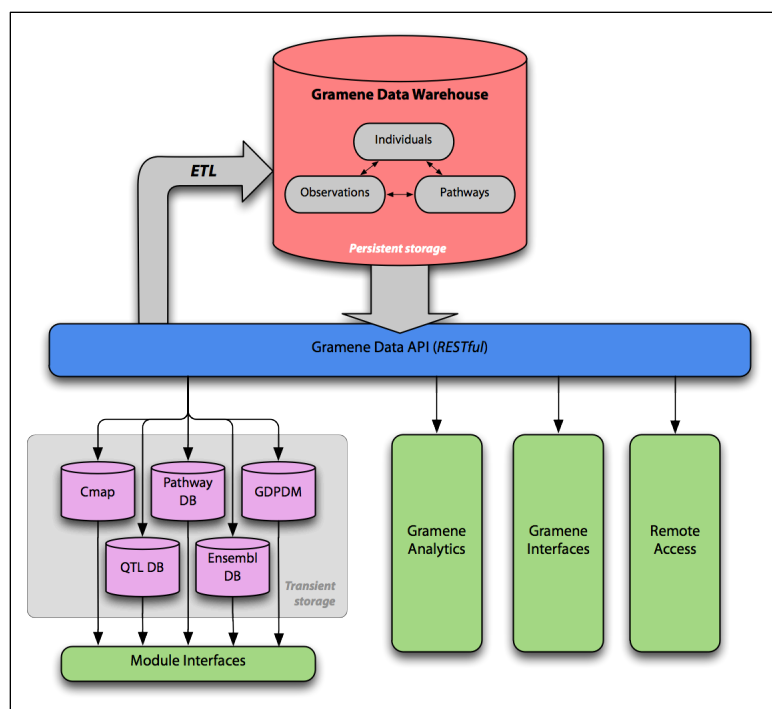 Gramene Data Warehouse
Individuals
ETL
Observations
Pathways
Persistent storage
Gramene Data API (RESTful)
Cmap
Pathway
DB
GDPDM
QTL DB
Ensembl
DB
Transient
storage
Module Interfaces
Gramene
Analytics
Gramene
Interfaces
Remote
Access